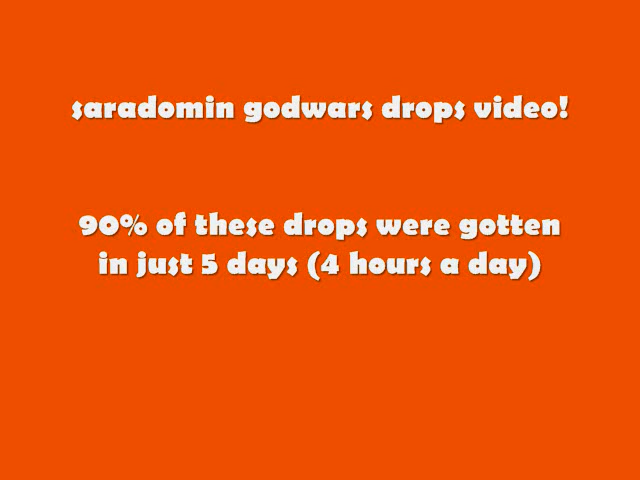 saradomin godwars drops video!
90% of these drops were gotten
in just 5 days (4 hours a day)